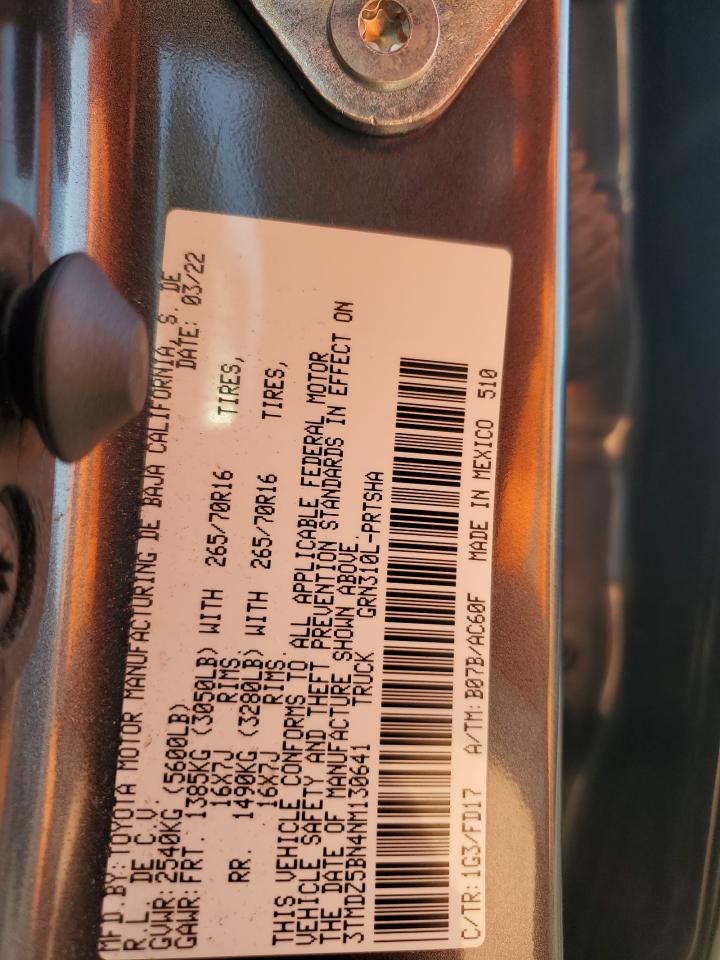 MFD.BY: TOYOTA MOTOR MANUFACTURING DE BAJA CALIFORNIA, S. DE
R.L. DE C.V. DATE: 03/22
GVWR: 2540KG (5600LB)
GAWR: FRT. 1385KG (3050LB) WITH 265/70R16 TIRES,
16X7J RIMS.
RR. 1490KG (3280LB) WITH 265/70R16 TIRES,
16X7J RIMS.
THIS VEHICLE CONFORMS TO ALL APPLICABLE FEDERAL MOTOR
VEHICLE SAFETY AND THEFT PREVENTION STANDARDS IN EFFECT ON
THE DATE OF MANUFACTURE SHOWN ABOVE.
3TMDZ5BN4NM130641 TRUCK GRN310L-PRTSHA
C/TR: 1G3/FD17 A/TM: B07B/AC60F MADE IN MEXICO 510